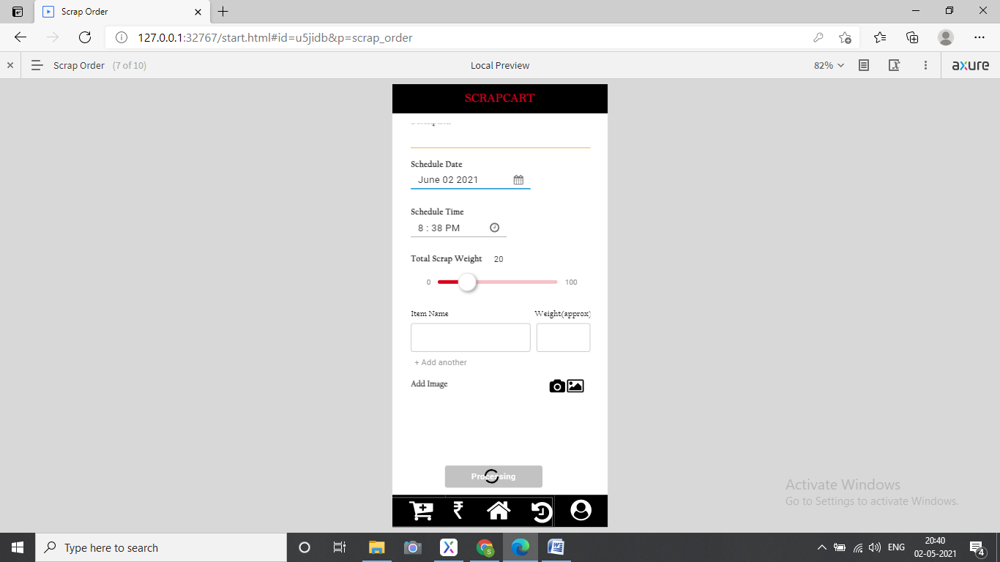 Scrap Order
127.0.0.1:32767/start.html#id=u5jidb&p=scrap_order
Scrap Order (7 of 10) Local Preview 82% axure
SCRAPCART
Schedule Date
June 02 2021
Schedule Time
8 : 38 PM
Total Scrap Weight 20
0 100
Item Name Weight(approx)
+ Add another
Add Image
Processing
Activate Windows
Go to Settings to activate Windows.
Type here to search ENG 20:40
02-05-2021 4